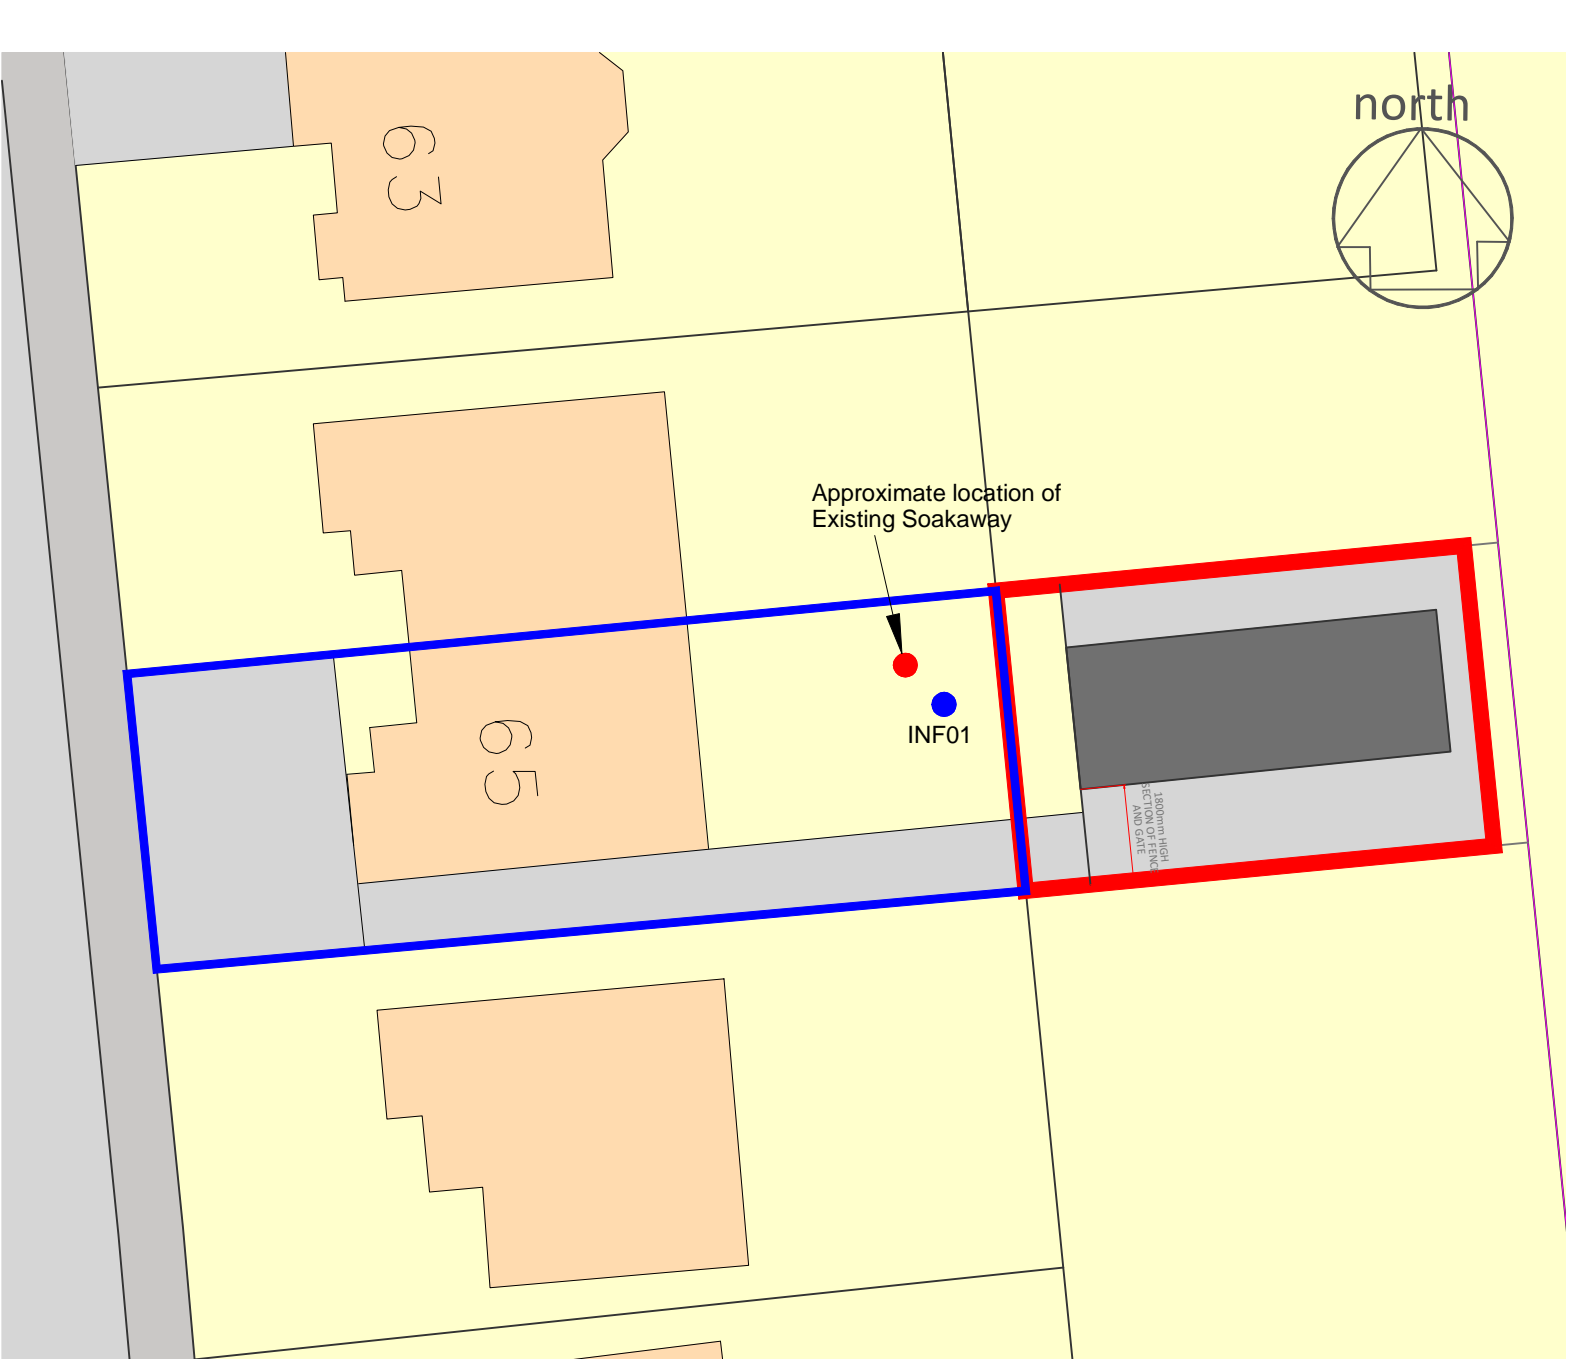 north
63
Approximate location of
Existing Soakaway
65
INF01
1800mm HIGH
SECTION OF FENCE
AND GATE